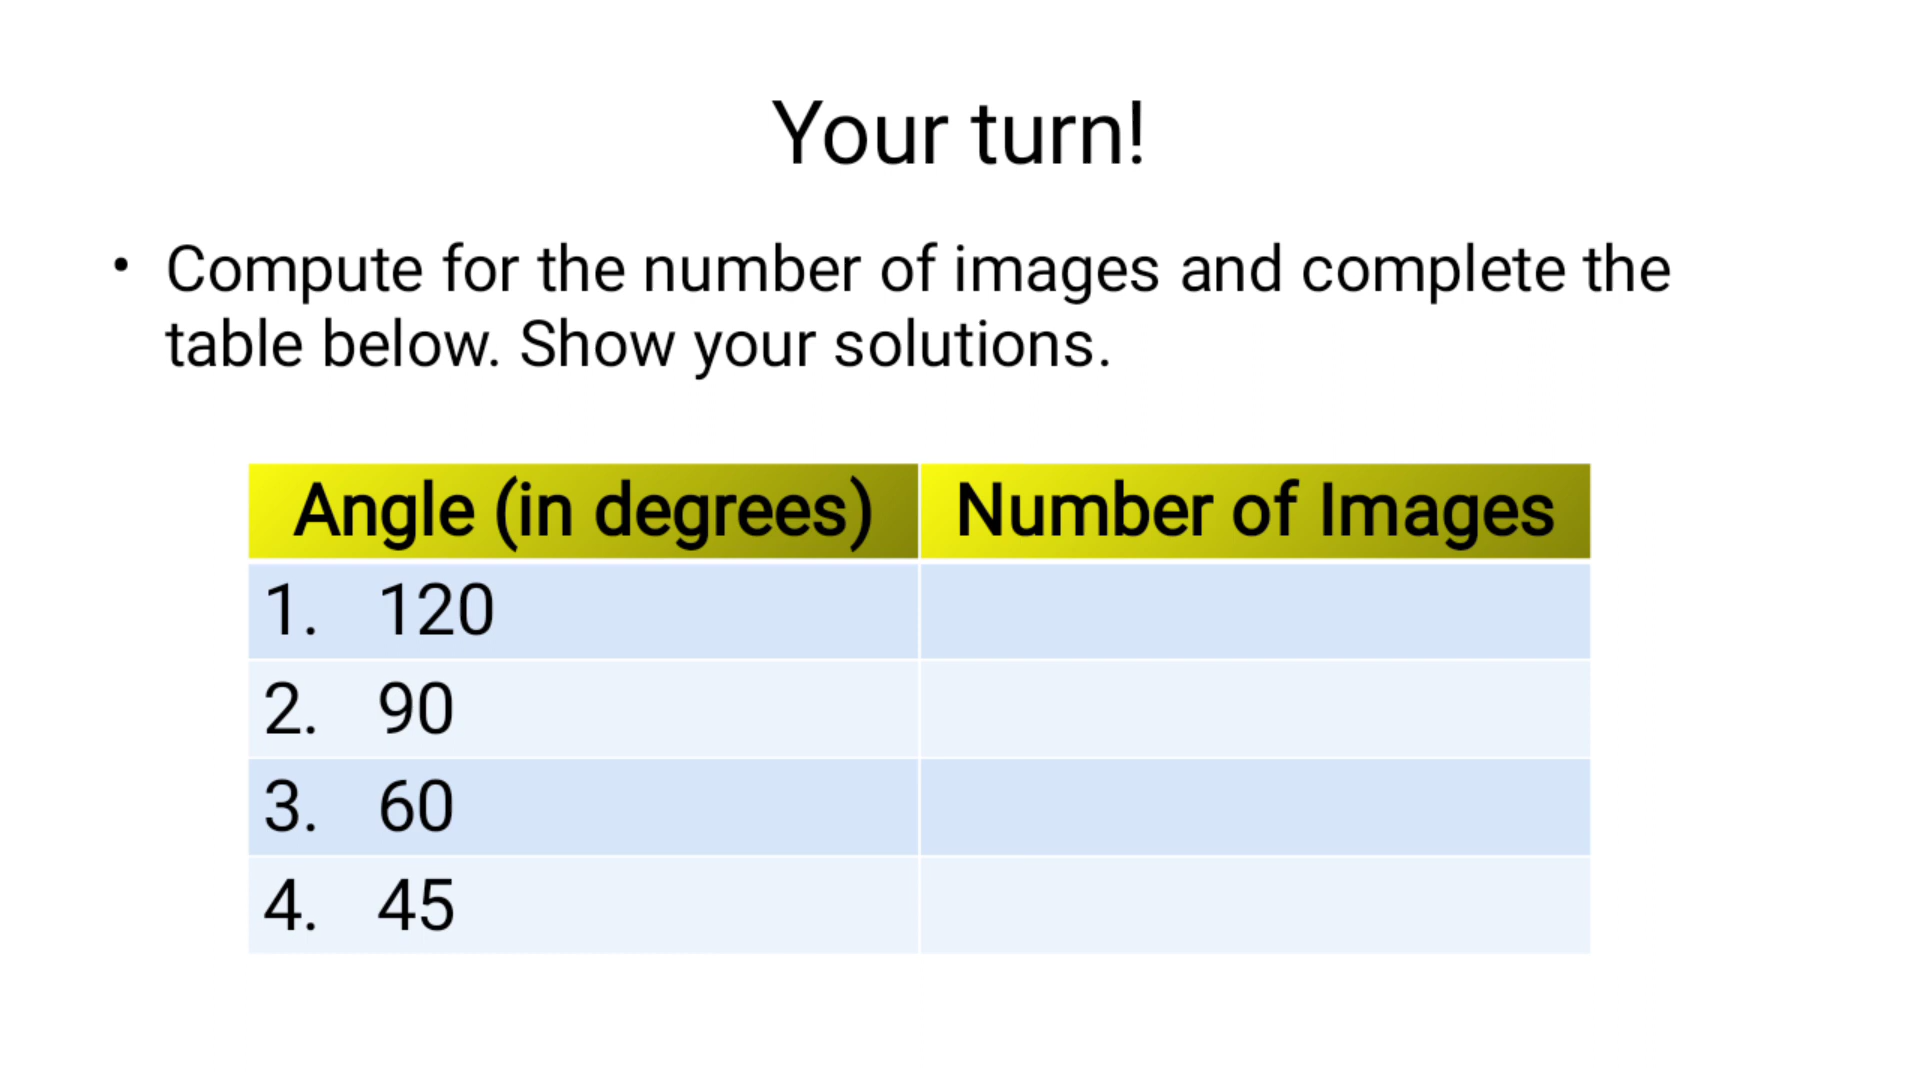 Your turn!
• Compute for the number of images and complete the
table below. Show your solutions.
Angle (in degrees) Number of Images
1. 120
2. 90
3. 60
4. 45